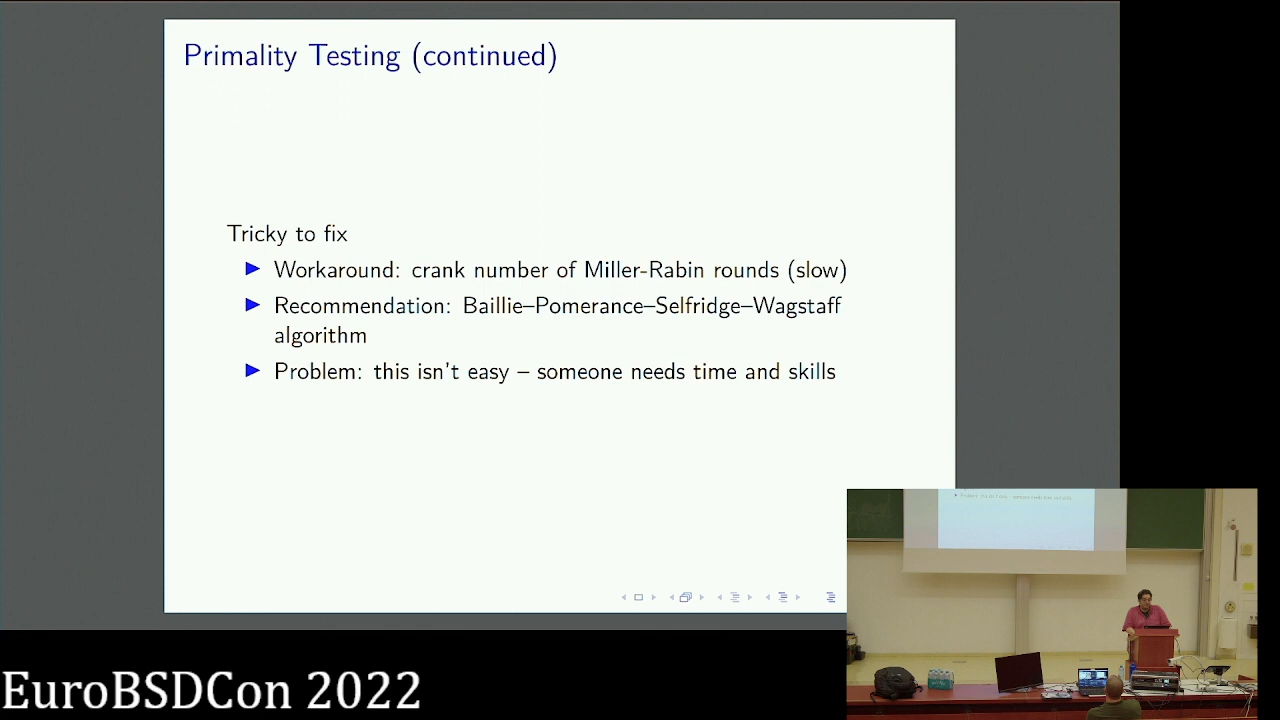 Primality Testing (continued)
Tricky to fix
Workaround: crank number of Miller-Rabin rounds (slow)
Recommendation: Baillie–Pomerance–Selfridge–Wagstaff
algorithm
Problem: this isn't easy – someone needs time and skills
EuroBSDCon 2022